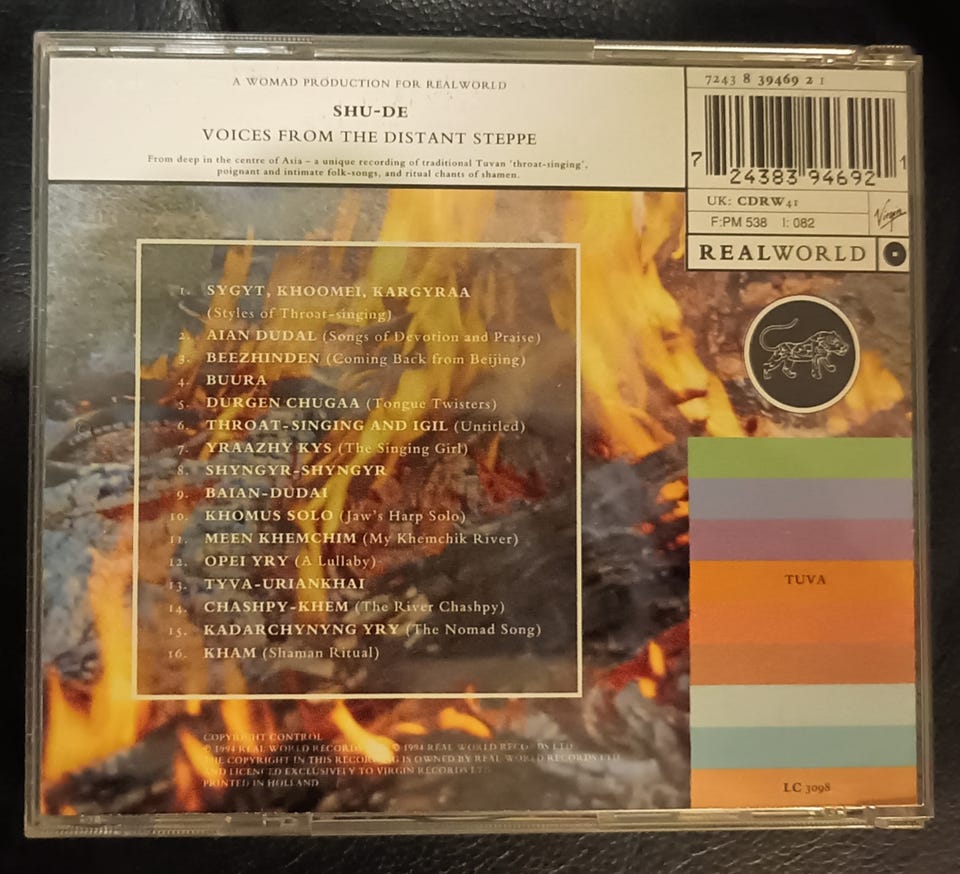 A WOMAD PRODUCTION FOR REALWORLD
SHU-DE
VOICES FROM THE DISTANT STEPPE
From deep in the centre of Asia – a unique recording of traditional Tuvan 'throat-singing',
poignant and intimate folk-songs, and ritual chants of shamen.
7243 8 39469 2 1
7 24383 94692 1
UK: CDRW41
F:PM 538 I: 082
Virgin
REALWORLD
1. SYGYT, KHOOMEI, KARGYRAA
(Styles of Throat-singing)
2. AIAN DUDAL (Songs of Devotion and Praise)
3. BEEZHINDEN (Coming Back from Beijing)
4. BUURA
5. DURGEN CHUGAA (Tongue Twisters)
6. THROAT-SINGING AND IGIL (Untitled)
7. YRAAZHY KYS (The Singing Girl)
8. SHYNGYR-SHYNGYR
9. BAIAN-DUDAI
10. KHOMUS SOLO (Jaw's Harp Solo)
11. MEEN KHEMCHIM (My Khemchik River)
12. OPEI YRY (A Lullaby)
13. TYVA-URIANKHAI
14. CHASHPY-KHEM (The River Chashpy)
15. KADARCHYNYNG YRY (The Nomad Song)
16. KHAM (Shaman Ritual)
TUVA
LC 3098
COPYRIGHT CONTROL
℗ 1994 REAL WORLD RECORDS © 1994 REAL WORLD RECORDS LTD
THE COPYRIGHT IN THIS RECORDING IS OWNED BY REAL WORLD RECORDS LTD
AND LICENCED EXCLUSIVELY TO VIRGIN RECORDS LTD
PRINTED IN HOLLAND